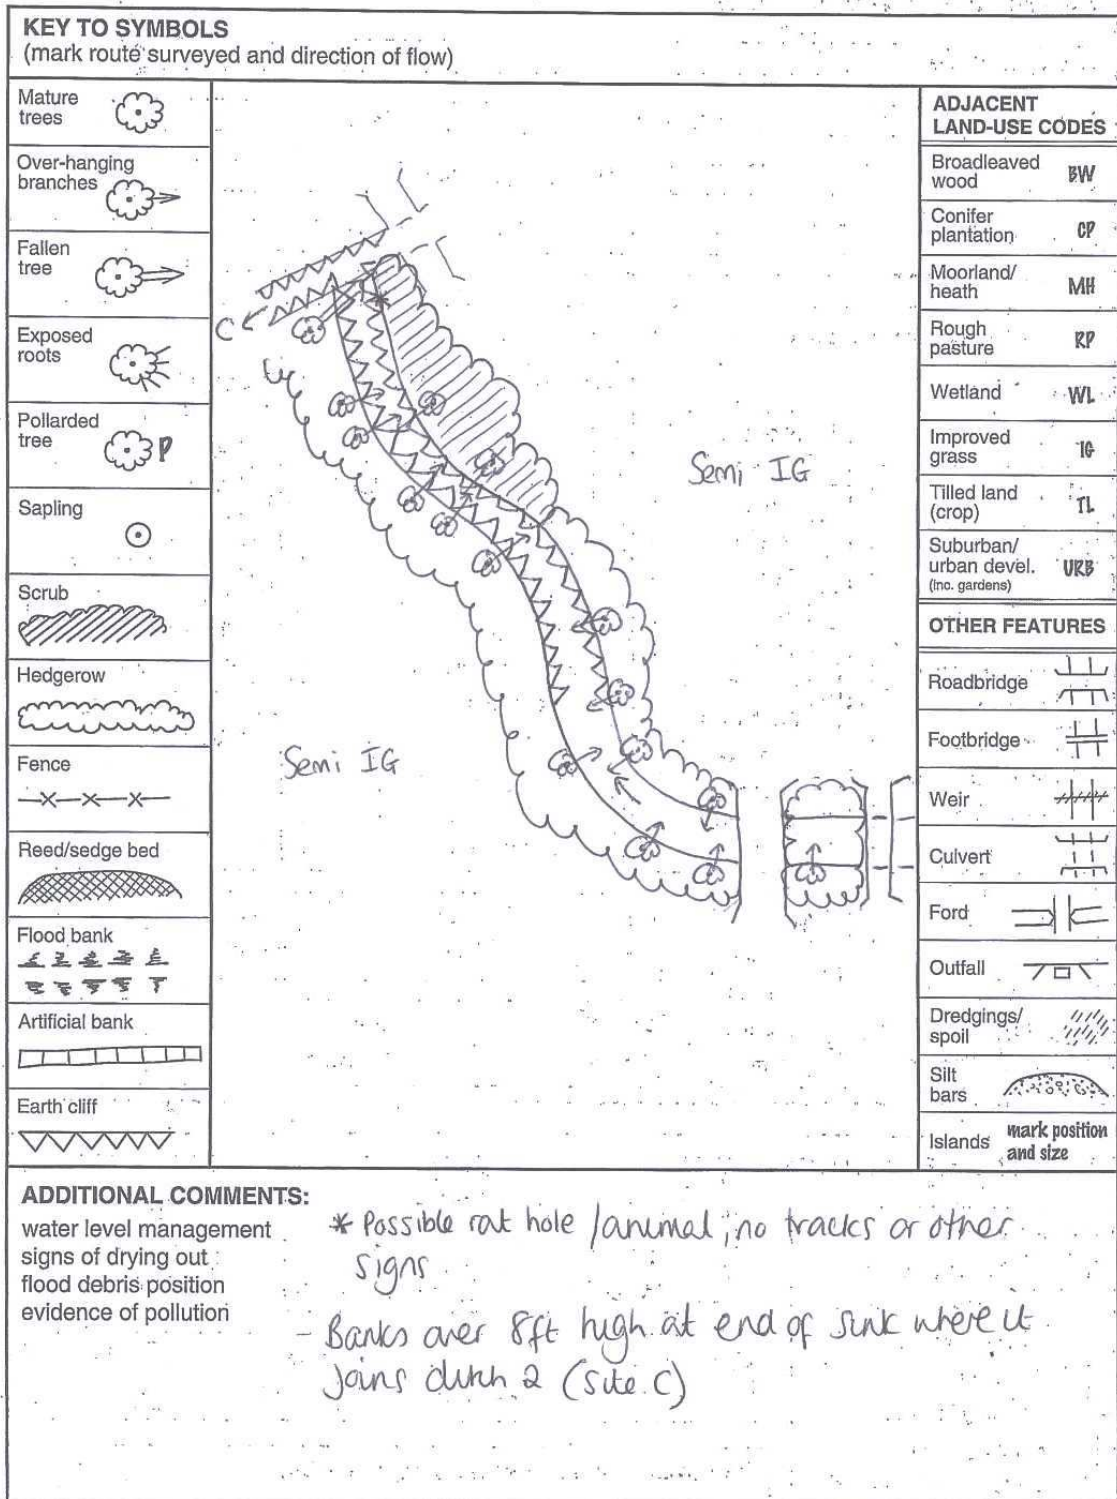 KEY TO SYMBOLS
(mark route surveyed and direction of flow)
Mature
trees
Over-hanging
branches
Fallen
tree
Exposed
roots
Pollarded
tree
P
Sapling
Scrub
Hedgerow
Fence
Reed/sedge bed
Flood bank
Artificial bank
Earth cliff
C
Semi IG
Semi IG
ADJACENT
LAND-USE CODES
Broadleaved
wood BW
Conifer
plantation CP
Moorland/
heath MH
Rough
pasture RP
Wetland WL
Improved
grass IG
Tilled land
(crop) TL
Suburban/
urban devel. URB
(inc. gardens)
OTHER FEATURES
Roadbridge
Footbridge
Weir
Culvert
Ford
Outfall
Dredgings/
spoil
Silt
bars
Islands mark position
and size
ADDITIONAL COMMENTS:
water level management
signs of drying out
flood debris position
evidence of pollution
* Possible rat hole /animal, no tracks or other
signs
- Banks over 8ft high at end of sink where it
joins ditch 2 (site C)